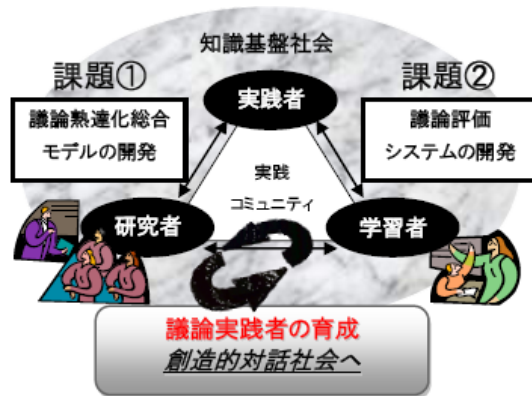 知識基盤社会
課題①
課題②
実践者
議論熟達化総合
モデルの開発
議論評価
システムの開発
実践
コミュニティ
研究者
学習者
議論実践者の育成
創造的対話社会へ